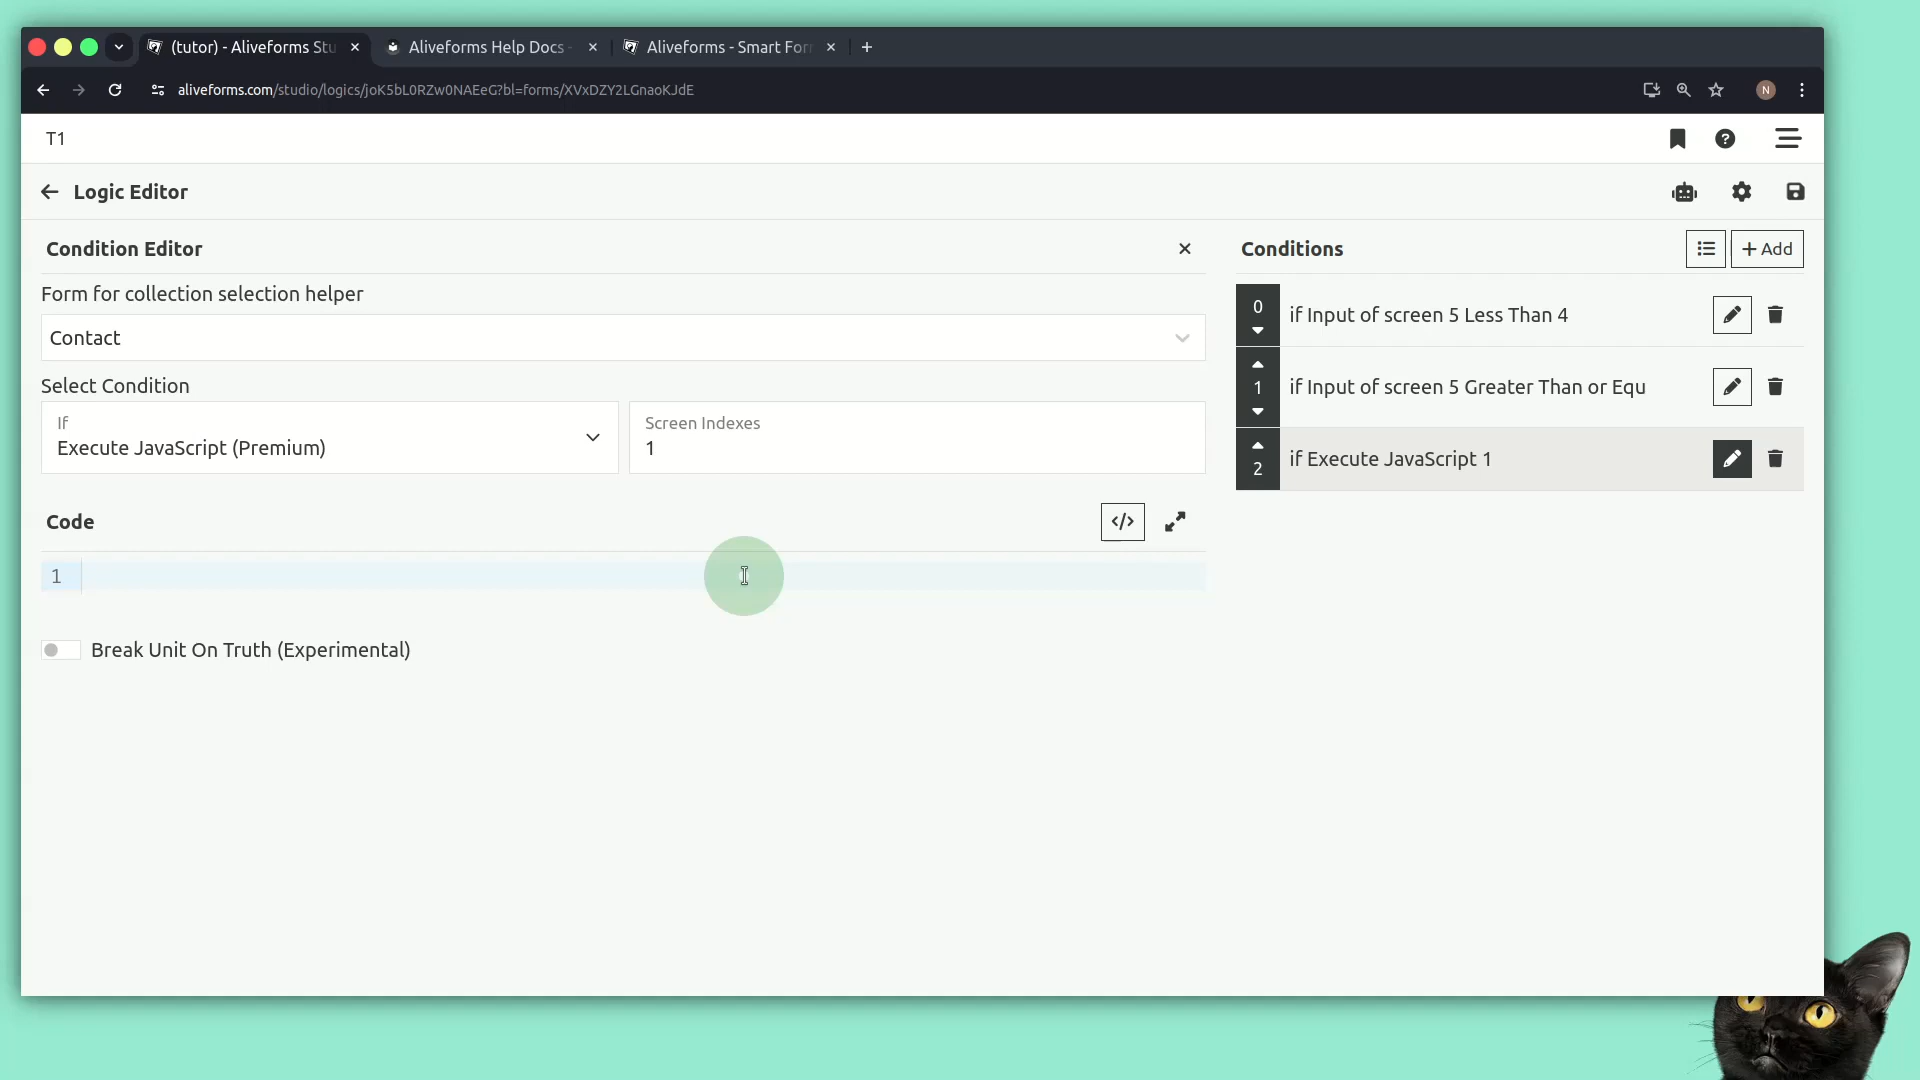 (tutor) - Aliveforms Stu
Aliveforms Help Docs -
Aliveforms - Smart For
aliveforms.com/studio/logics/joK5bL0RZw0NAEeG?bl=forms/XVxDZY2LGnaoKJdE
N
T1
Logic Editor
Condition Editor
Form for collection selection helper
Contact
Select Condition
If
Execute JavaScript (Premium)
Screen Indexes
1
Code
</>
1
Break Unit On Truth (Experimental)
Conditions
+ Add
0
if Input of screen 5 Less Than 4
1
if Input of screen 5 Greater Than or Equ
2
if Execute JavaScript 1